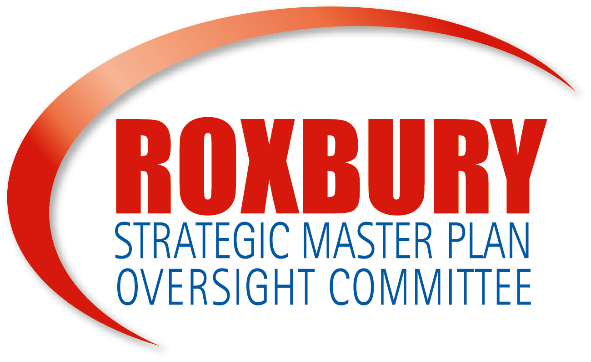 ROXBURY
STRATEGIC MASTER PLAN
OVERSIGHT COMMITTEE